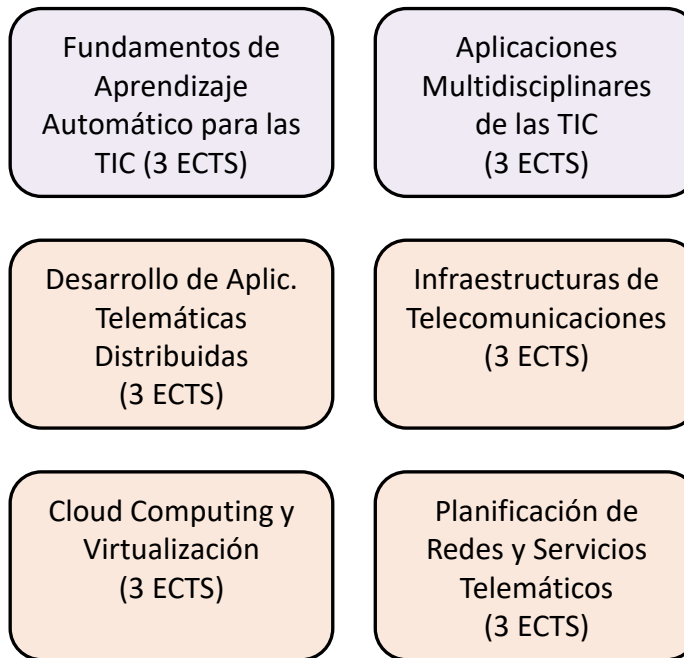 Fundamentos de
Aprendizaje
Automático para las
TIC (3 ECTS)
Aplicaciones
Multidisciplinares
de las TIC
(3 ECTS)
Desarrollo de Aplic.
Telemáticas
Distribuidas
(3 ECTS)
Infraestructuras de
Telecomunicaciones
(3 ECTS)
Cloud Computing y
Virtualización
(3 ECTS)
Planificación de
Redes y Servicios
Telemáticos
(3 ECTS)